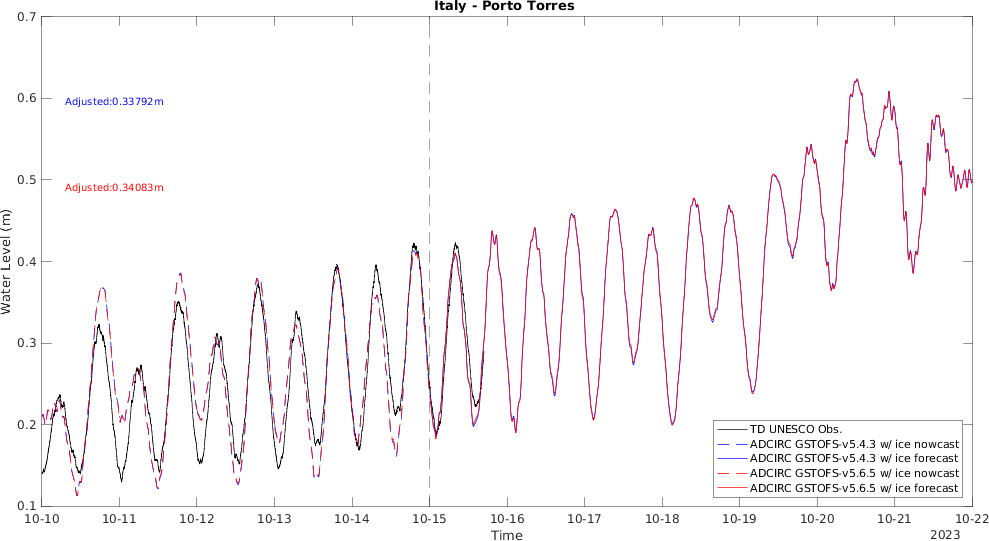 Italy - Porto Torres
Water Level (m)
0.7
0.6
0.5
0.4
0.3
0.2
0.1
Adjusted:0.33792m
Adjusted:0.34083m
TD UNESCO Obs.
ADCIRC GSTOFS-v5.4.3 w/ ice nowcast
ADCIRC GSTOFS-v5.4.3 w/ ice forecast
ADCIRC GSTOFS-v5.6.5 w/ ice nowcast
ADCIRC GSTOFS-v5.6.5 w/ ice forecast
10-10 10-11 10-12 10-13 10-14 10-15 10-16 10-17 10-18 10-19 10-20 10-21 10-22
Time
2023